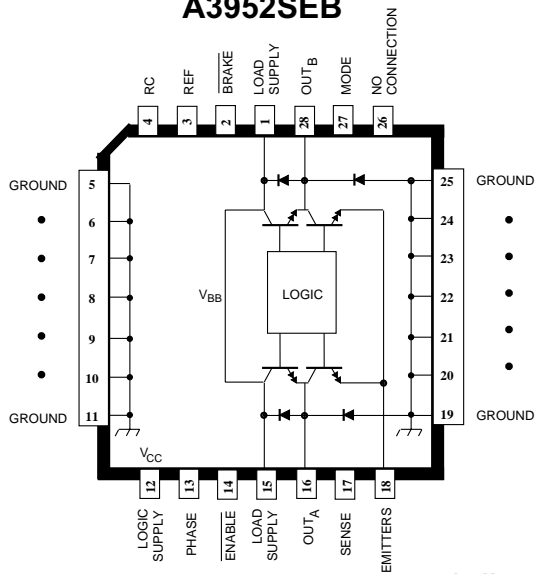 A3952SEB
RC
REF
BRAKE
LOAD
SUPPLY
OUTB
MODE
NO
CONNECTION
4
3
2
1
28
27
26
GROUND
5
25
GROUND
6
24
7
23
VBB
LOGIC
8
22
9
21
10
20
GROUND
11
19
GROUND
VCC
12
13
14
15
16
17
18
LOGIC
SUPPLY
PHASE
ENABLE
LOAD
SUPPLY
OUTA
SENSE
EMITTERS